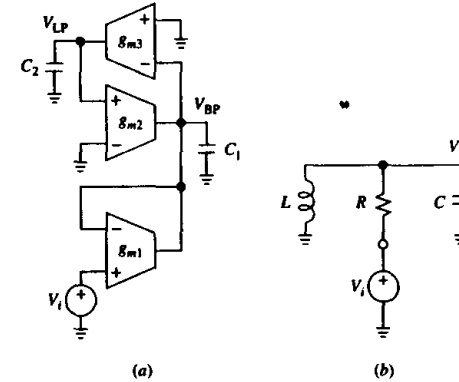 V_LP
C_2
g_m3
+
−
V_BP
g_m2
+
−
C_1
g_m1
−
+
V_i
+
(a)
V
L
R
C
V_i
+
(b)